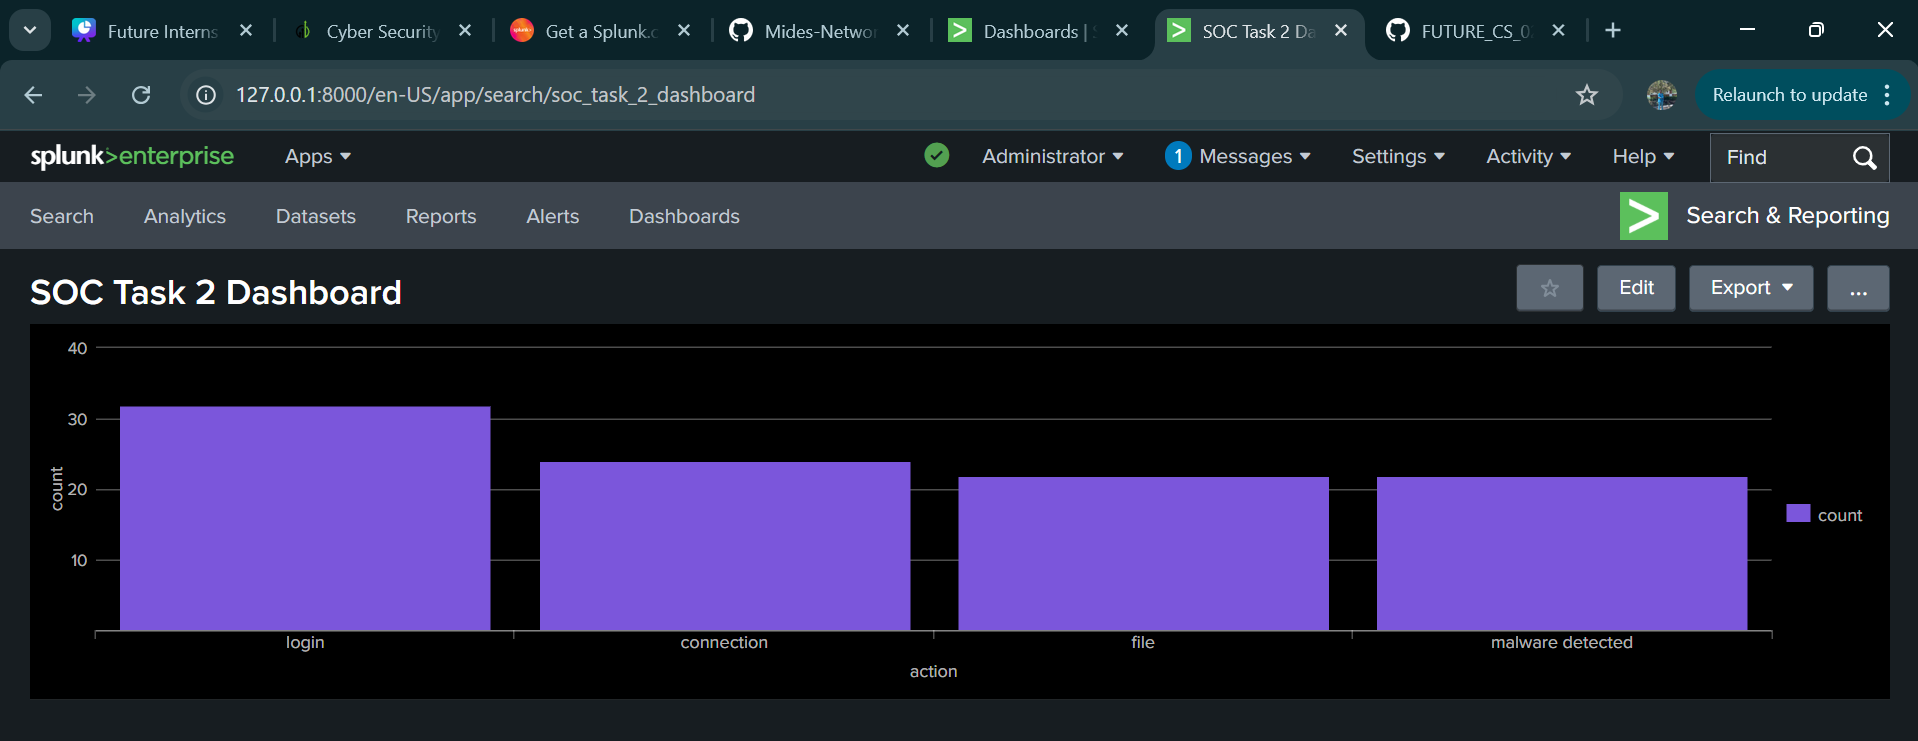 Future Interns
Cyber Security
Get a Splunk.c
Mides-Networ
Dashboards | S
SOC Task 2 Da
FUTURE_CS_02
127.0.0.1:8000/en-US/app/search/soc_task_2_dashboard
Relaunch to update
splunk>enterprise
Apps
Administrator
1 Messages
Settings
Activity
Help
Find
Search
Analytics
Datasets
Reports
Alerts
Dashboards
Search & Reporting
SOC Task 2 Dashboard
Edit
Export
...
40
30
20
10
count
login
connection
file
malware detected
action
count